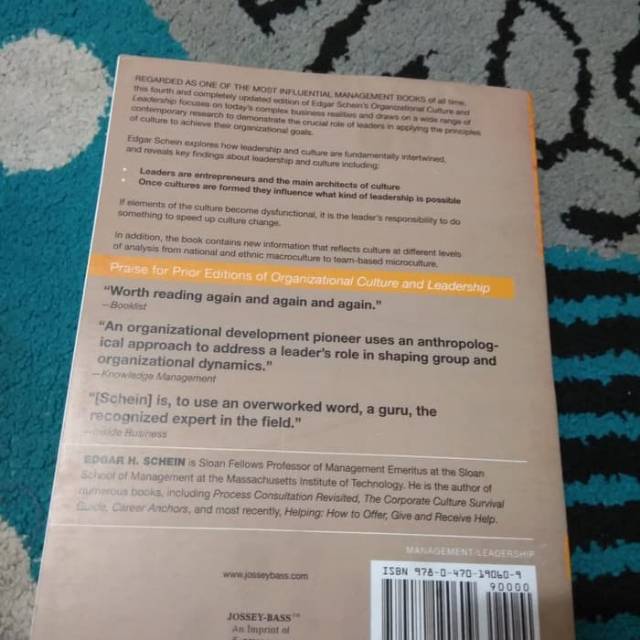 REGARDED AS ONE OF THE MOST INFLUENTIAL MANAGEMENT BOOKS of all time,
this fourth and completely updated edition of Edgar Schein's Organizational Culture and
Leadership focuses on today's complex business realities and draws on a wide range of
contemporary research to demonstrate the crucial role of leaders in applying the principles
of culture to achieve their organizational goals.
Edgar Schein explores how leadership and culture are fundamentally intertwined,
and reveals key findings about leadership and culture including:
• Leaders are entrepreneurs and the main architects of culture
• Once cultures are formed they influence what kind of leadership is possible
If elements of the culture become dysfunctional, it is the leader's responsibility to do
something to speed up culture change.
In addition, the book contains new information that reflects culture at different levels
of analysis from national and ethnic macroculture to team-based microculture.
Praise for Prior Editions of Organizational Culture and Leadership
"Worth reading again and again and again."
—Booklist
"An organizational development pioneer uses an anthropolog-
ical approach to address a leader's role in shaping group and
organizational dynamics."
—Knowledge Management
"[Schein] is, to use an overworked word, a guru, the
recognized expert in the field."
—Inside Business
EDGAR H. SCHEIN is Sloan Fellows Professor of Management Emeritus at the Sloan
School of Management at the Massachusetts Institute of Technology. He is the author of
numerous books, including Process Consultation Revisited, The Corporate Culture Survival
Guide, Career Anchors, and most recently, Helping: How to Offer, Give and Receive Help.
MANAGEMENT/LEADERSHIP
ISBN 978-0-470-19060-9
90000
www.josseybass.com
JOSSEY-BASS™
An Imprint of